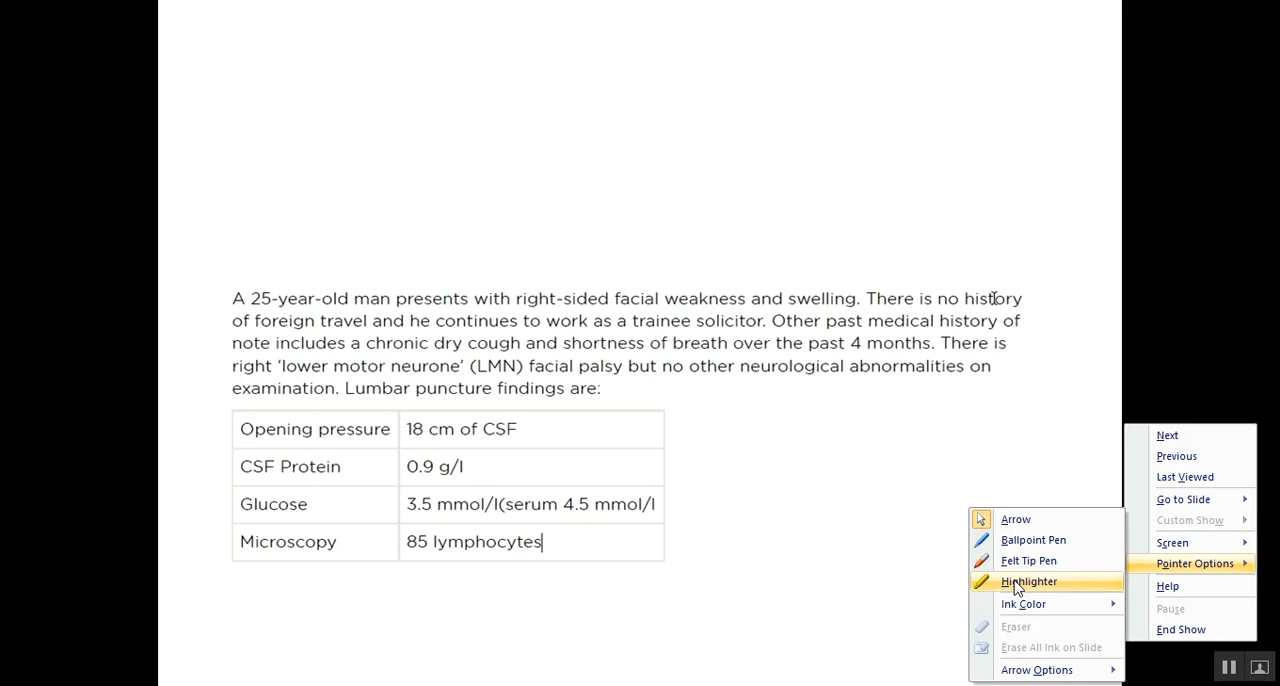 A 25-year-old man presents with right-sided facial weakness and swelling. There is no history
of foreign travel and he continues to work as a trainee solicitor. Other past medical history of
note includes a chronic dry cough and shortness of breath over the past 4 months. There is
right ‘lower motor neurone’ (LMN) facial palsy but no other neurological abnormalities on
examination. Lumbar puncture findings are:
Opening pressure 18 cm of CSF
CSF Protein 0.9 g/l
Glucose 3.5 mmol/l(serum 4.5 mmol/l
Microscopy 85 lymphocytes
Next
Previous
Last Viewed
Go to Slide
Custom Show
Screen
Pointer Options
Help
Pause
End Show
Arrow
Ballpoint Pen
Felt Tip Pen
Highlighter
Ink Color
Eraser
Erase All Ink on Slide
Arrow Options